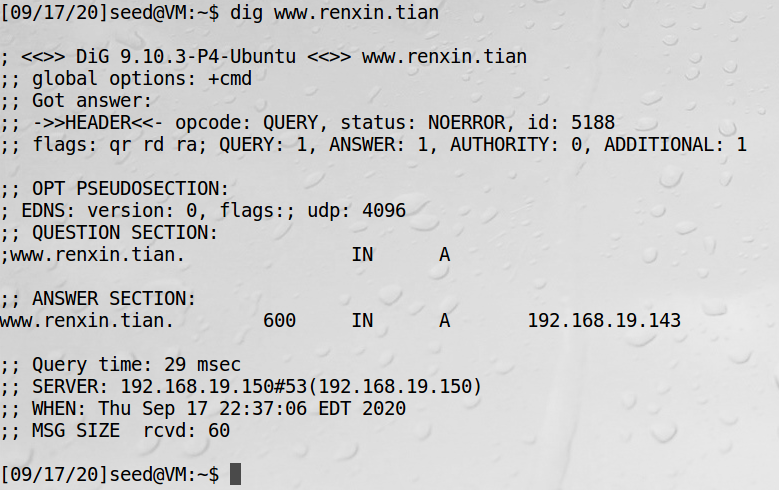 [09/17/20]seed@VM:~$ dig www.renxin.tian
; <<>> DiG 9.10.3-P4-Ubuntu <<>> www.renxin.tian
;; global options: +cmd
;; Got answer:
;; ->>HEADER<<- opcode: QUERY, status: NOERROR, id: 5188
;; flags: qr rd ra; QUERY: 1, ANSWER: 1, AUTHORITY: 0, ADDITIONAL: 1
;; OPT PSEUDOSECTION:
; EDNS: version: 0, flags:; udp: 4096
;; QUESTION SECTION:
;www.renxin.tian. IN A
;; ANSWER SECTION:
www.renxin.tian. 600 IN A 192.168.19.143
;; Query time: 29 msec
;; SERVER: 192.168.19.150#53(192.168.19.150)
;; WHEN: Thu Sep 17 22:37:06 EDT 2020
;; MSG SIZE rcvd: 60
[09/17/20]seed@VM:~$